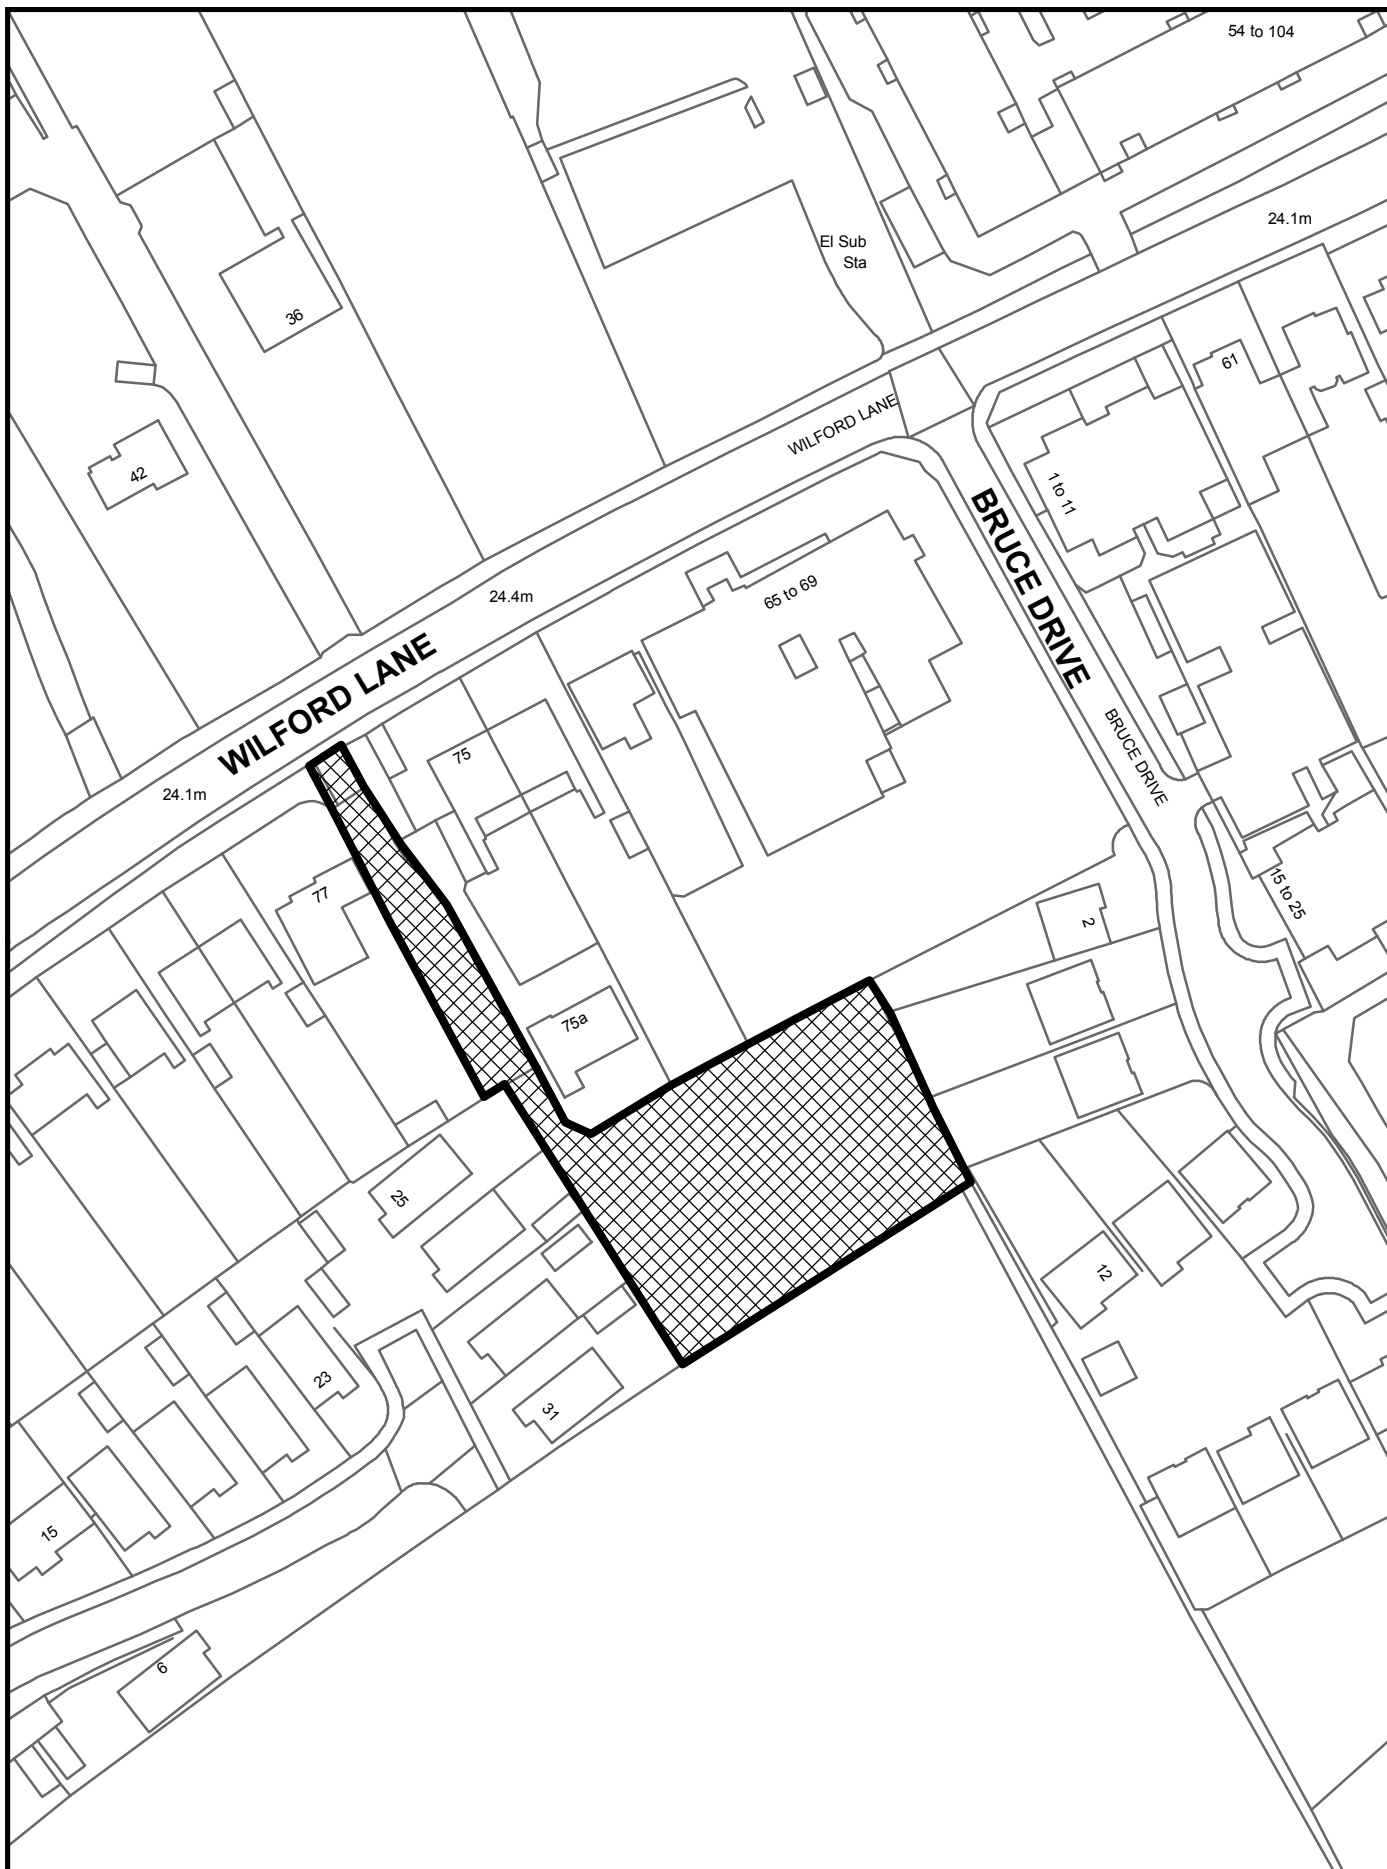 54 to 104
24.1m
El Sub
Sta
36
61
WILFORD LANE
42
1 to 11
BRUCE DRIVE
65 to 69
24.4m
WILFORD LANE
75
BRUCE DRIVE
24.1m
77
15 to 25
2
75a
25
12
23
31
15
6